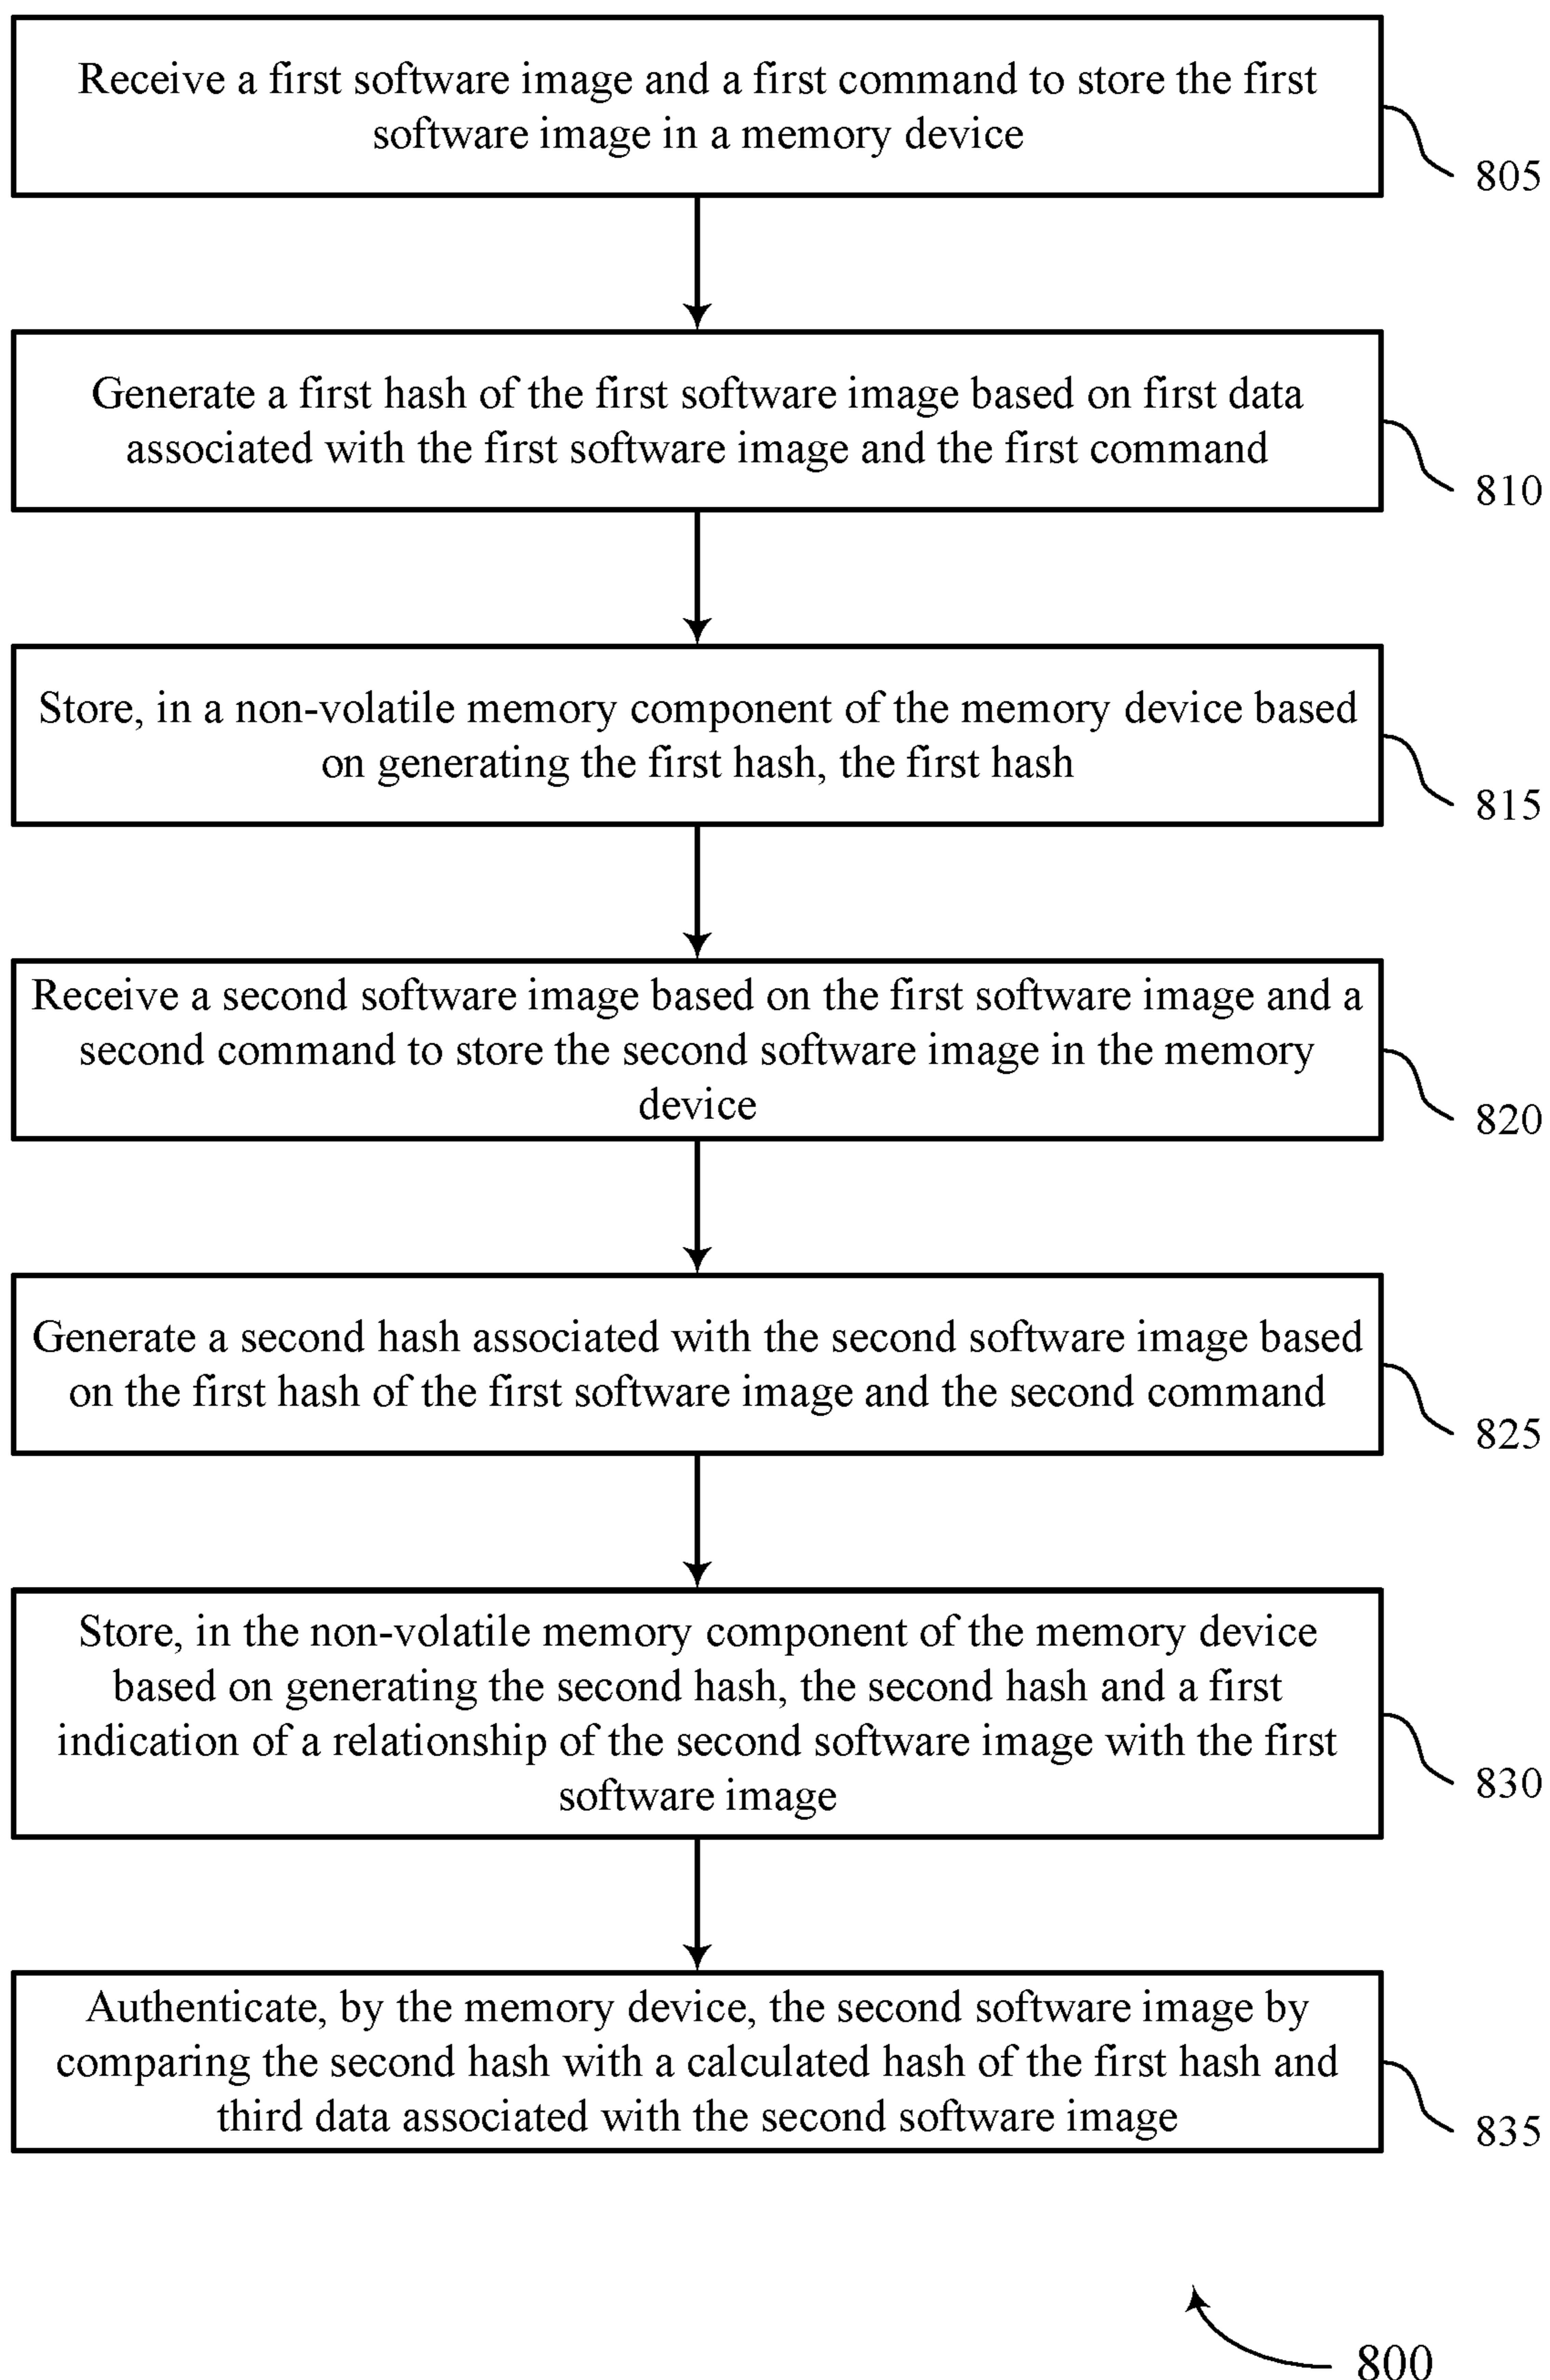 Receive a first software image and a first command to store the first
software image in a memory device
805
Generate a first hash of the first software image based on first data
associated with the first software image and the first command
810
Store, in a non-volatile memory component of the memory device based
on generating the first hash, the first hash
815
Receive a second software image based on the first software image and a
second command to store the second software image in the memory
device
820
Generate a second hash associated with the second software image based
on the first hash of the first software image and the second command
825
Store, in the non-volatile memory component of the memory device
based on generating the second hash, the second hash and a first
indication of a relationship of the second software image with the first
software image
830
Authenticate, by the memory device, the second software image by
comparing the second hash with a calculated hash of the first hash and
third data associated with the second software image
835
800